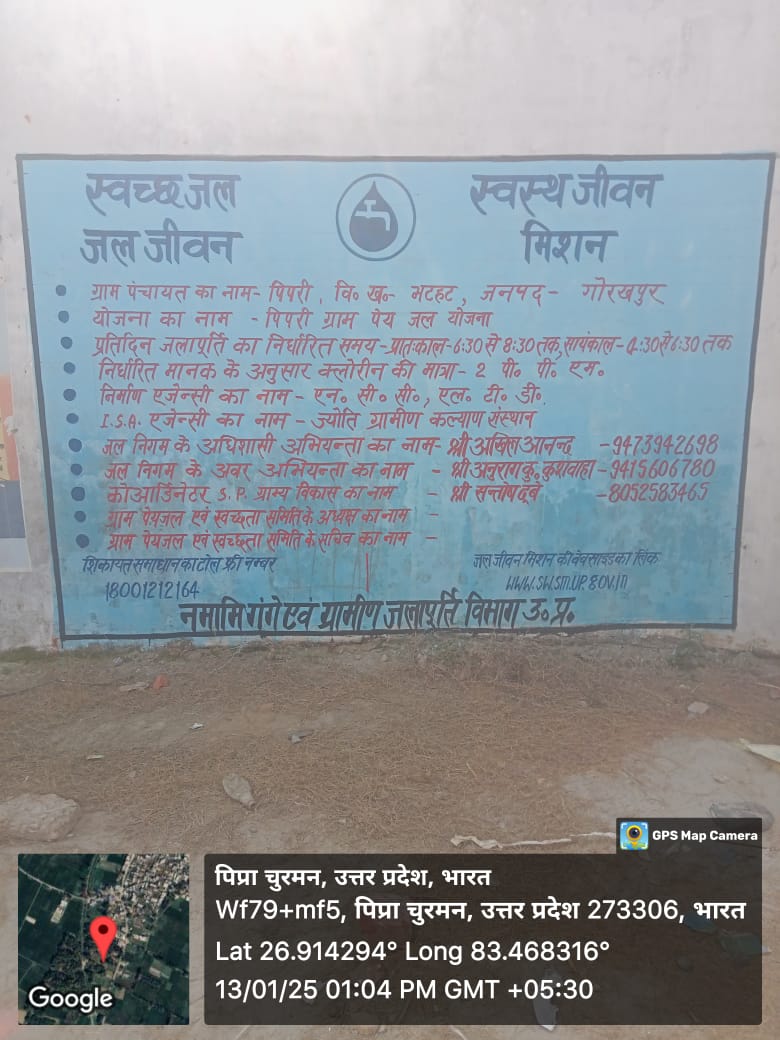 स्वच्छ जल स्वस्थ जीवन
जल जीवन मिशन
ग्राम पंचायत का नाम- पिपरी, वि० ख०- भटहट, जनपद- गोरखपुर
योजना का नाम - पिपरी ग्राम पेय जल योजना
प्रतिदिन जलापूर्ति का निर्धारित समय-प्रातःकाल-6:30 से 8:30 तक, सायंकाल-4:30 से 6:30 तक
निर्धारित मानक के अनुसार क्लोरीन की मात्रा- 2 पी० पी० एम०
निर्माण एजेन्सी का नाम- एन० सी० सी०, एल० टी० डी०
I.S.A. एजेन्सी का नाम - ज्योति ग्रामीण कल्याण संस्थान
जल निगम के अधिशासी अभियन्ता का नाम- श्री अखिल आनन्द -9473942698
जल निगम के अवर अभियन्ता का नाम - श्री अनुराग कु० कुशवाहा-9415606780
कोआर्डिनेटर S.P. ग्राम्य विकास का नाम - श्री सन्तोष दूबे -8052583465
ग्राम पेयजल एवं स्वच्छता समिति के अध्यक्ष का नाम -
ग्राम पेयजल एवं स्वच्छता समिति के सचिव का नाम -
शिकायत समाधान का टोल फ्री नम्बर
18001212164
जल जीवन मिशन की वेबसाइड का लिंक
WWW.SWSM.UP.GOV.in
नमामि गंगे एवं ग्रामीण जलापूर्ति विभाग उ० प्र०
GPS Map Camera
पिप्रा चुरमन, उत्तर प्रदेश, भारत
Wf79+mf5, पिप्रा चुरमन, उत्तर प्रदेश 273306, भारत
Lat 26.914294° Long 83.468316°
13/01/25 01:04 PM GMT +05:30
Google